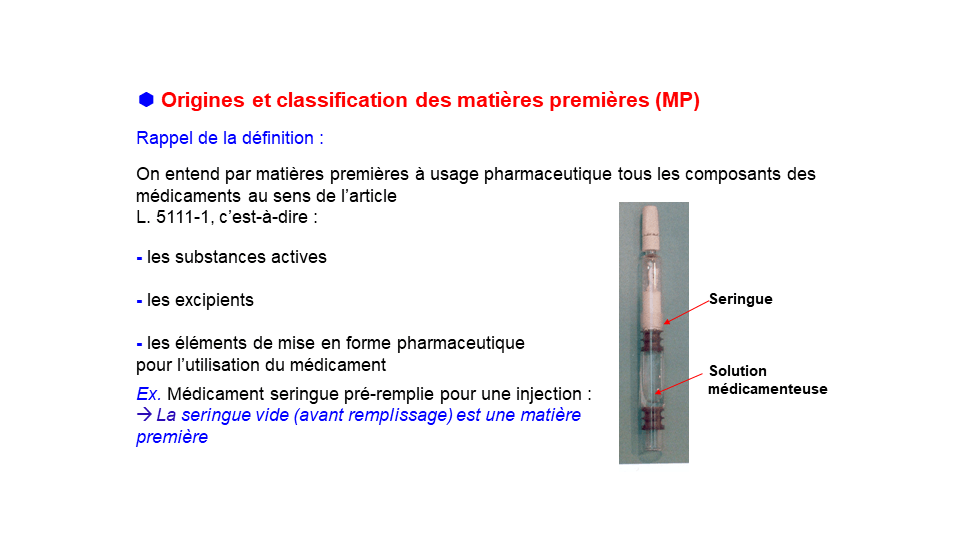 Origines et classification des matières premières (MP)
Rappel de la définition :
On entend par matières premières à usage pharmaceutique tous les composants des
médicaments au sens de l’article
L. 5111-1, c’est-à-dire :
- les substances actives
- les excipients
- les éléments de mise en forme pharmaceutique
pour l’utilisation du médicament
Ex. Médicament seringue pré-remplie pour une injection :
→ La seringue vide (avant remplissage) est une matière
première
Seringue
Solution
médicamenteuse